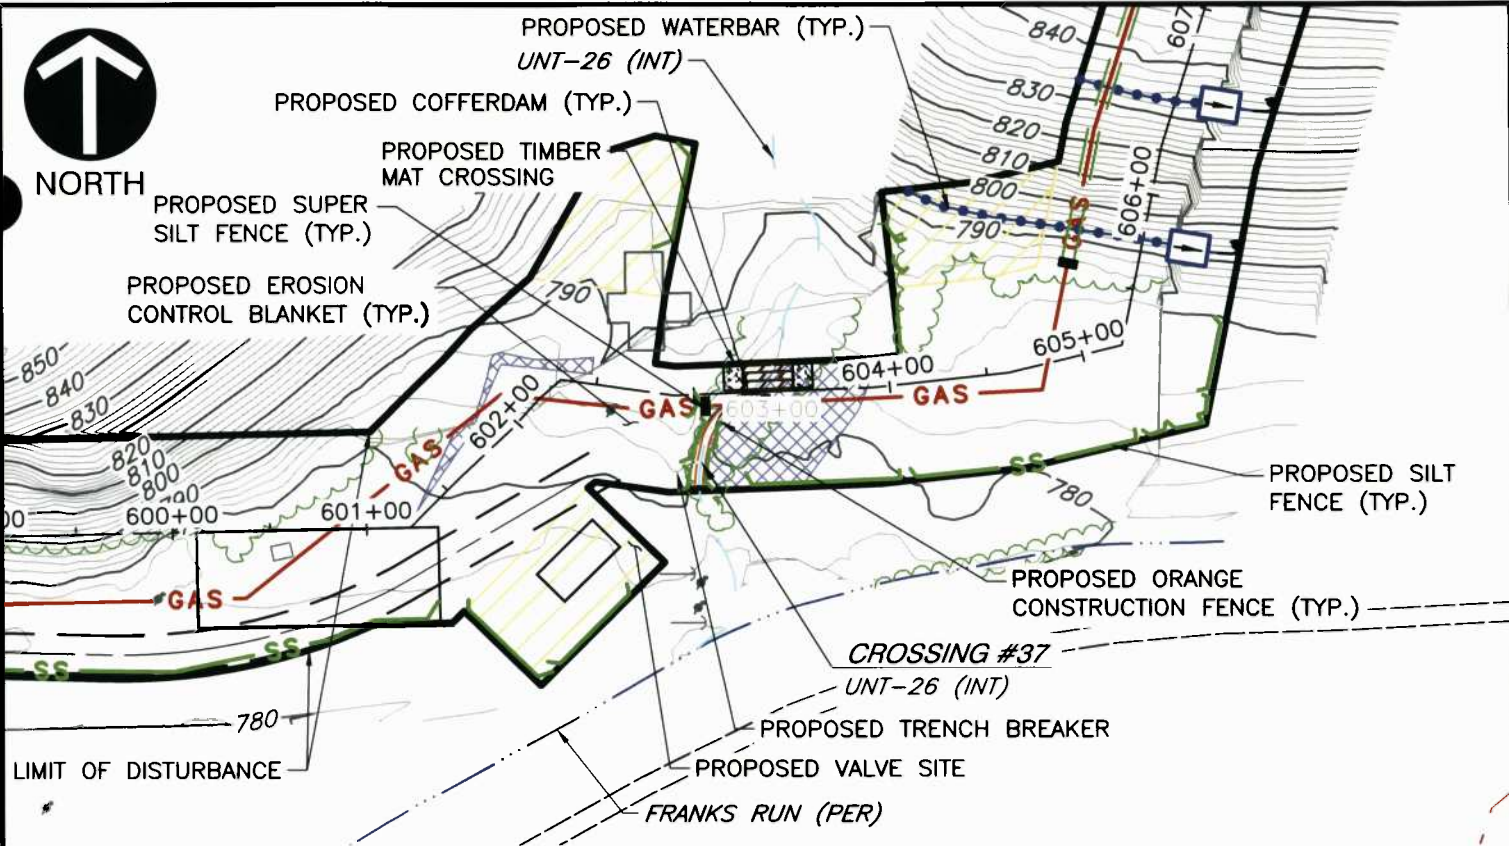 PROPOSED WATERBAR (TYP.)
UNT-26 (INT)
PROPOSED COFFERDAM (TYP.)
PROPOSED TIMBER
MAT CROSSING
NORTH
PROPOSED SUPER
SILT FENCE (TYP.)
PROPOSED EROSION
CONTROL BLANKET (TYP.)
840
830
820
810
800
790
607
606+00
GAS
790
850
840
830
820
810
800
790
605+00
604+00
603+00
602+00
GAS
GAS
GAS
601+00
600+00
00
GAS
SS
SS
SS
780
780
PROPOSED SILT
FENCE (TYP.)
PROPOSED ORANGE
CONSTRUCTION FENCE (TYP.)
CROSSING #37
UNT-26 (INT)
PROPOSED TRENCH BREAKER
PROPOSED VALVE SITE
LIMIT OF DISTURBANCE
FRANKS RUN (PER)